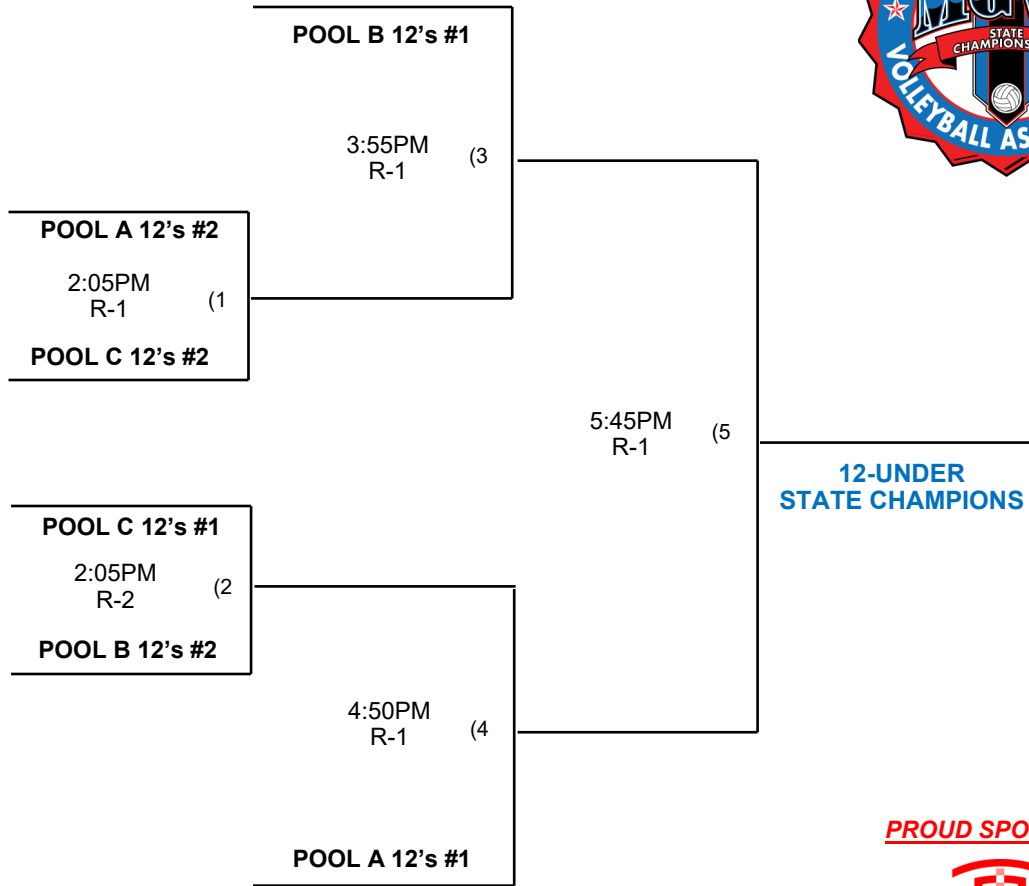 POOL B 12’s #1
STATE
VOLLEYBALL
3:55PM
R-1
(3
POOL A 12’s #2
2:05PM
R-1
(1
POOL C 12’s #2
5:45PM
R-1
(5
12-UNDER
STATE CHAMPIONS
POOL C 12’s #1
2:05PM
R-2
(2
POOL B 12’s #2
4:50PM
R-1
(4
POOL A 12’s #1
PROUD SPO